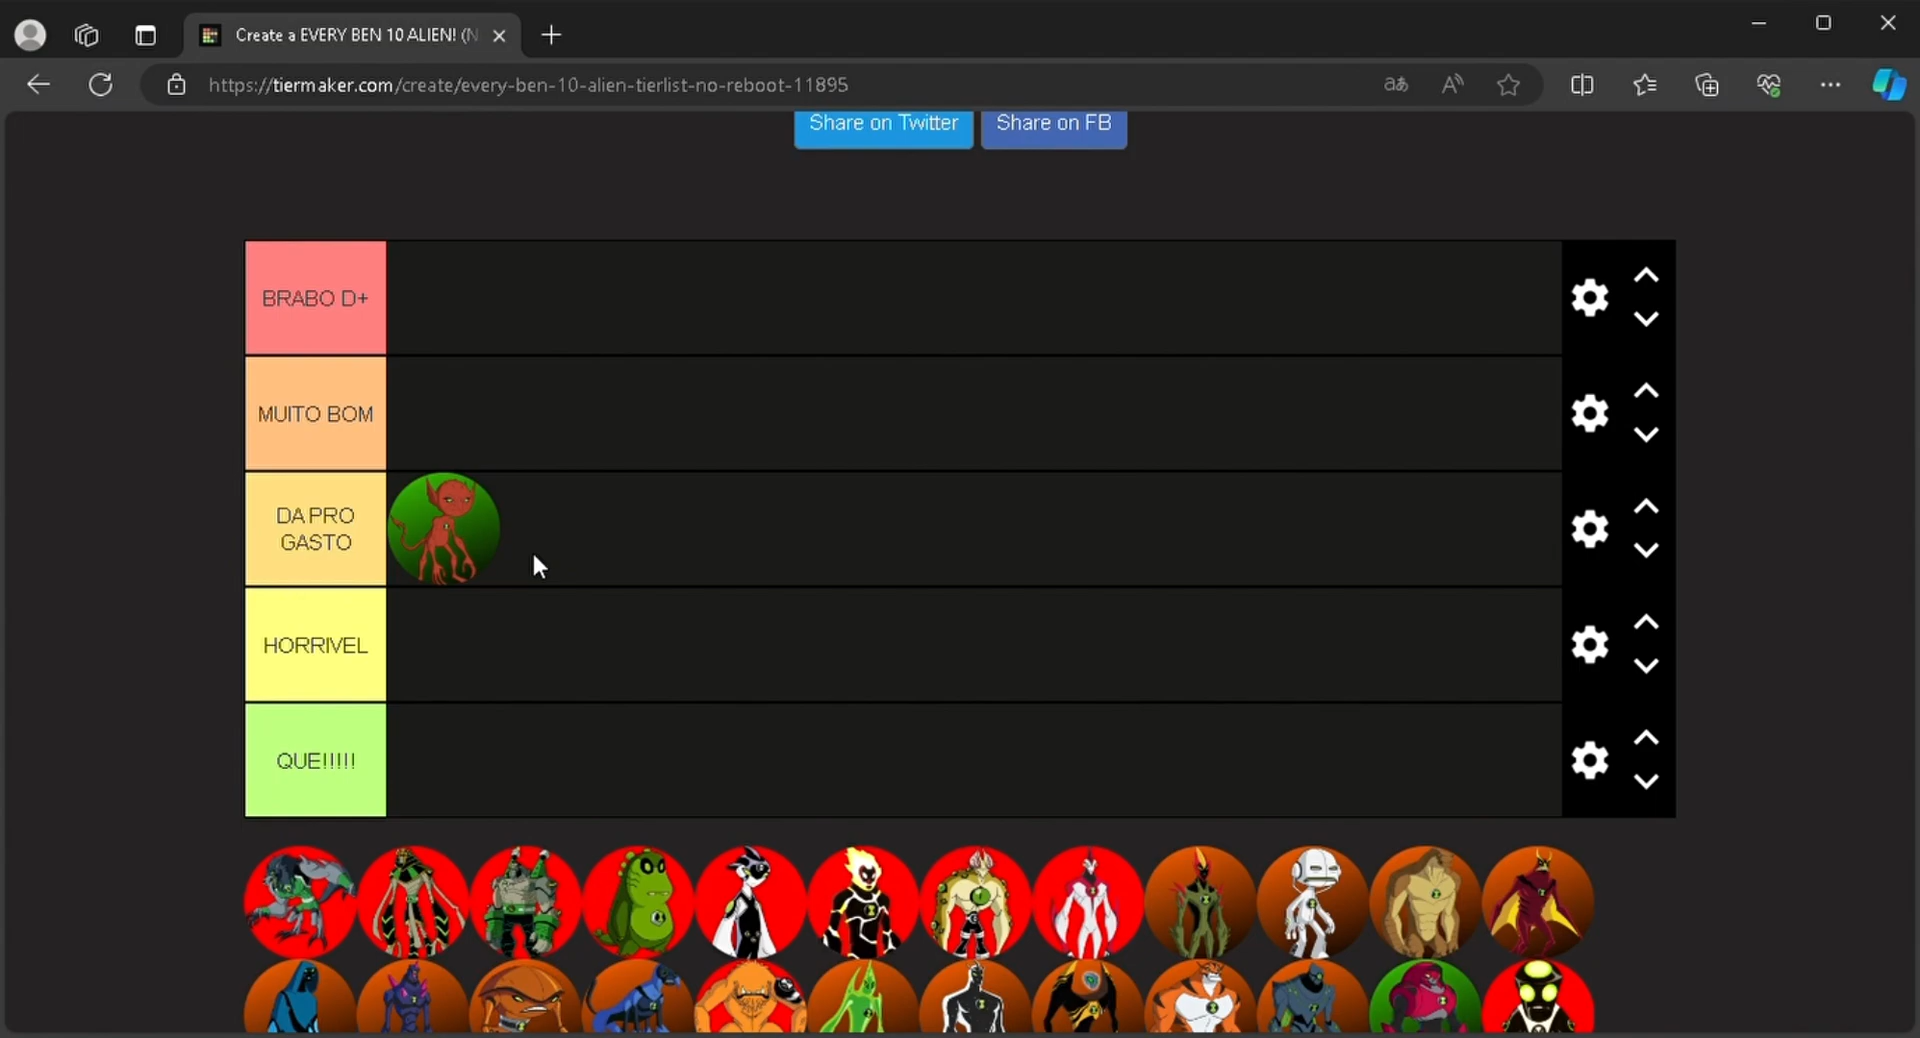 Create a EVERY BEN 10 ALIEN! (N
https://tiermaker.com/create/every-ben-10-alien-tierlist-no-reboot-11895
Share on Twitter
Share on FB
BRABO D+
MUITO BOM
DA PRO
GASTO
HORRIVEL
QUE!!!!!